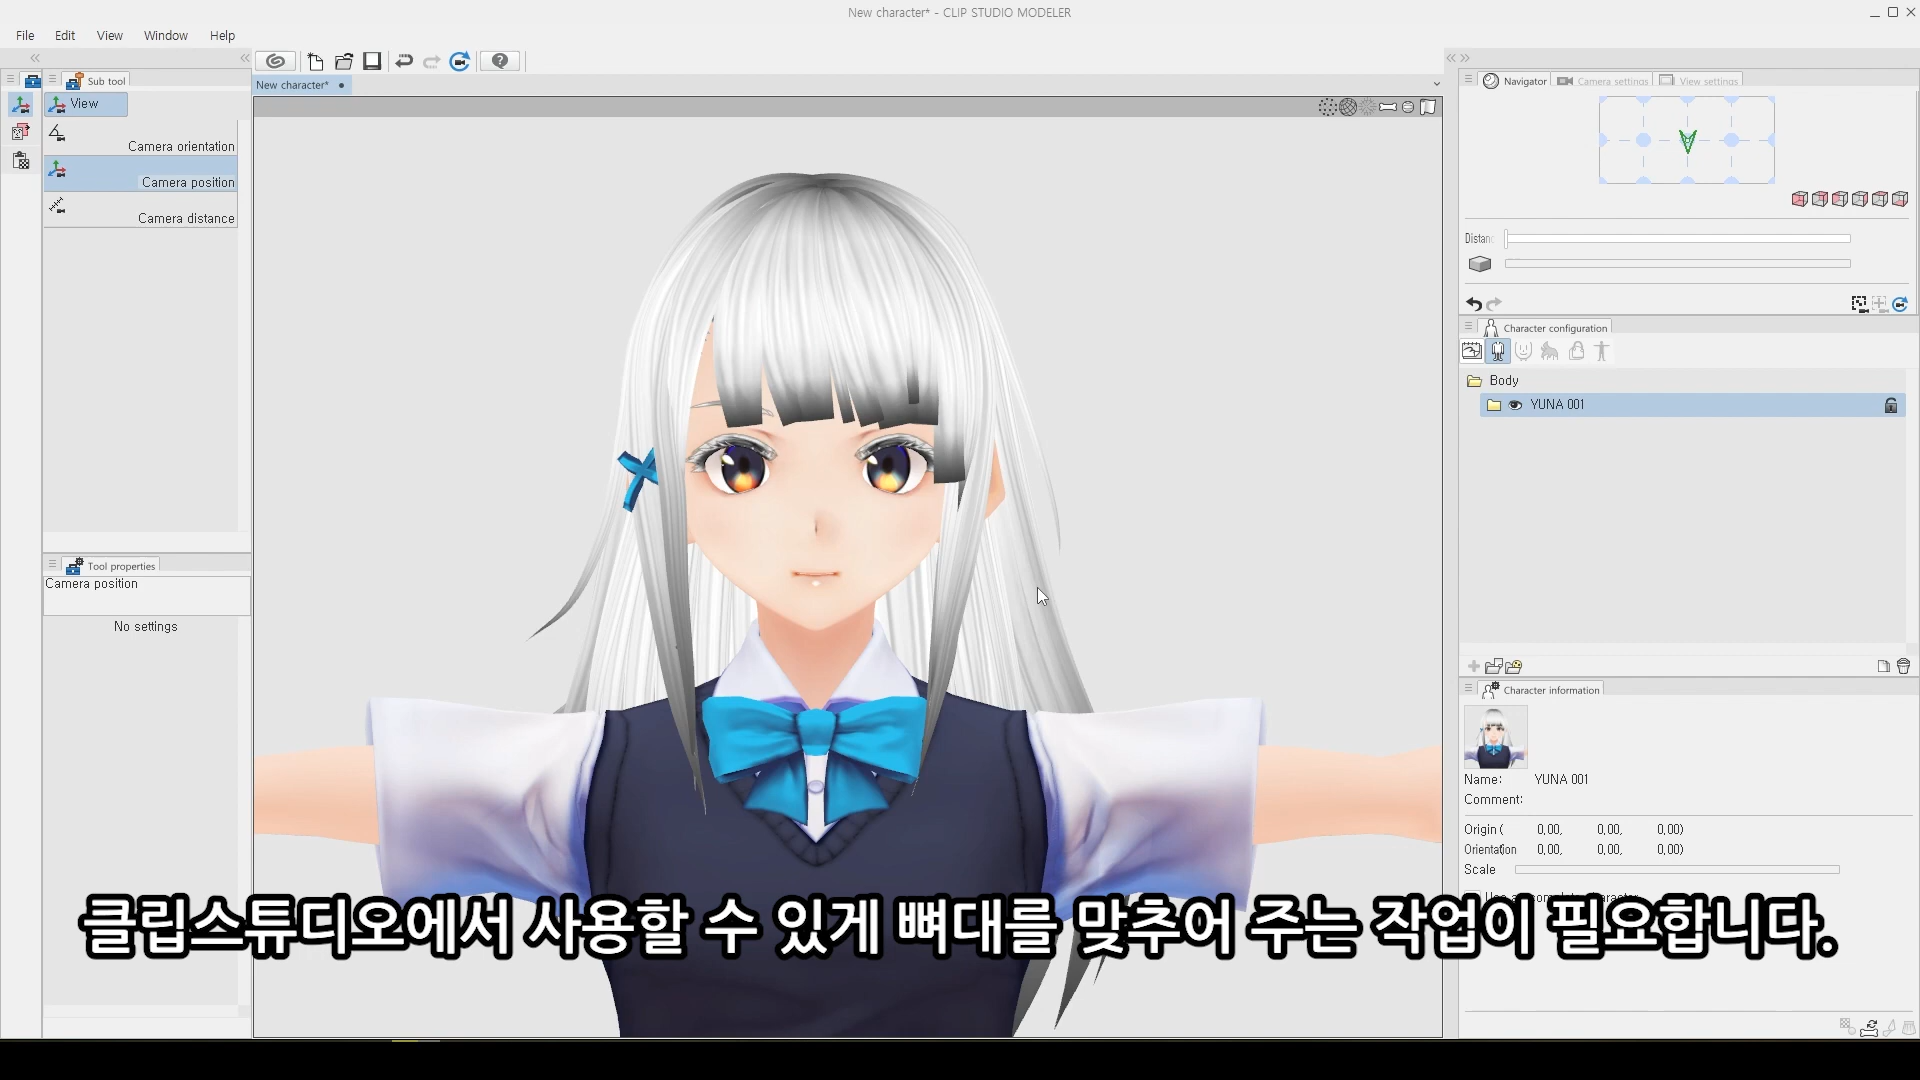 New character* - CLIP STUDIO MODELER
File Edit View Window Help
Sub tool
View
Camera orientation
Camera position
Camera distance
Tool properties
Camera position
No settings
New character*
Navigator Camera settings View settings
Distanc
Character configuration
Body
YUNA 001
Character information
Name: YUNA 001
Comment:
Origin ( 0,00, 0,00, 0,00)
Orientation 0,00, 0,00, 0,00)
Scale
클립스튜디오에서 사용할 수 있게 뼈대를 맞추어 주는 작업이 필요합니다.